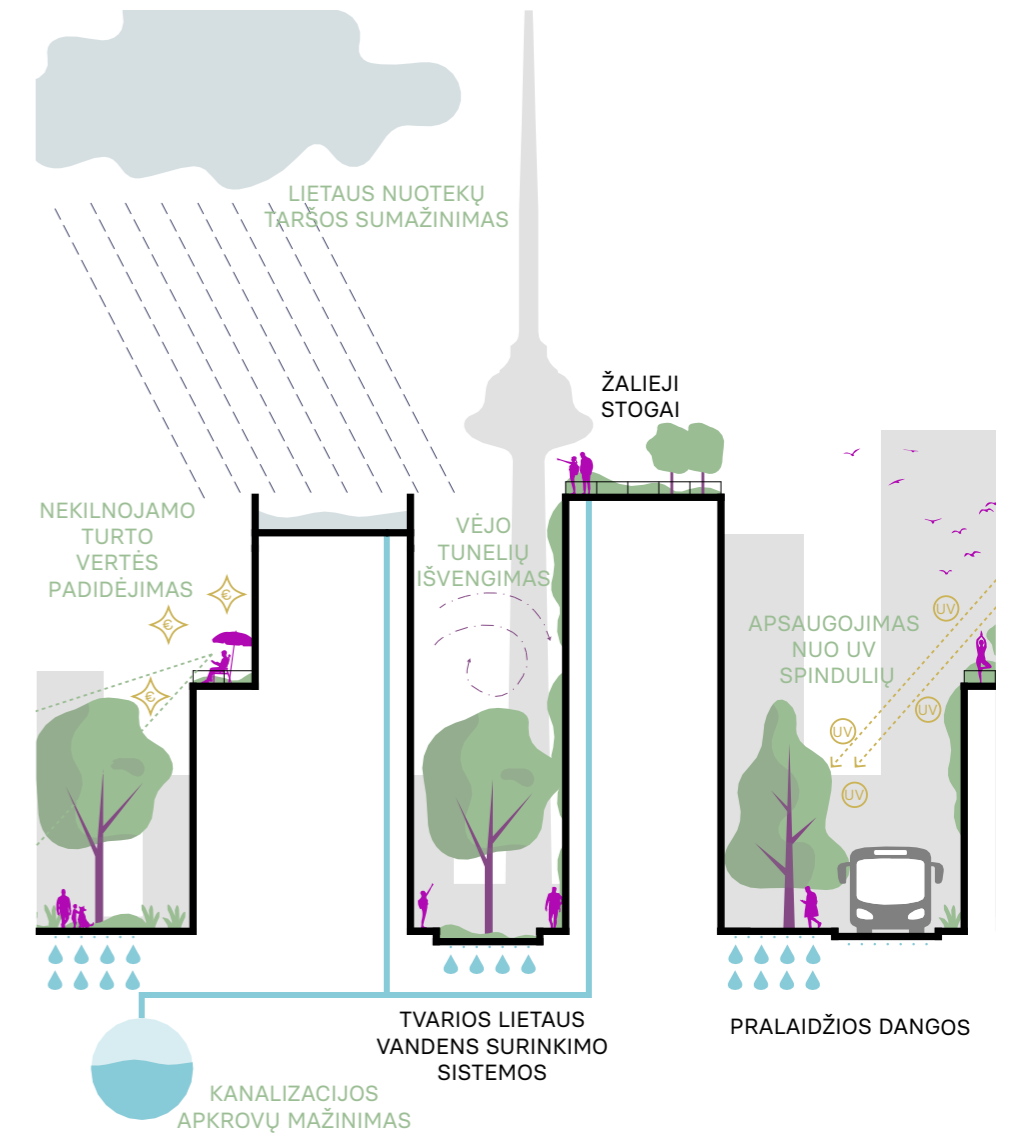 LIETAUS NUOTEKŲ
TARŠOS SUMAŽINIMAS
ŽALIEJI
STOGAI
NEKILNOJAMO
TURTO
VERTĖS
PADIDĖJIMAS
€
€
€
VĖJO
TUNELIŲ
IŠVENGIMAS
APSAUGOJIMAS
NUO UV
SPINDULIŲ
UV
UV
UV
UV
TVARIOS LIETAUS
VANDENS SURINKIMO
SISTEMOS
PRALAIDŽIOS DANGOS
KANALIZACIJOS
APKROVŲ MAŽINIMAS